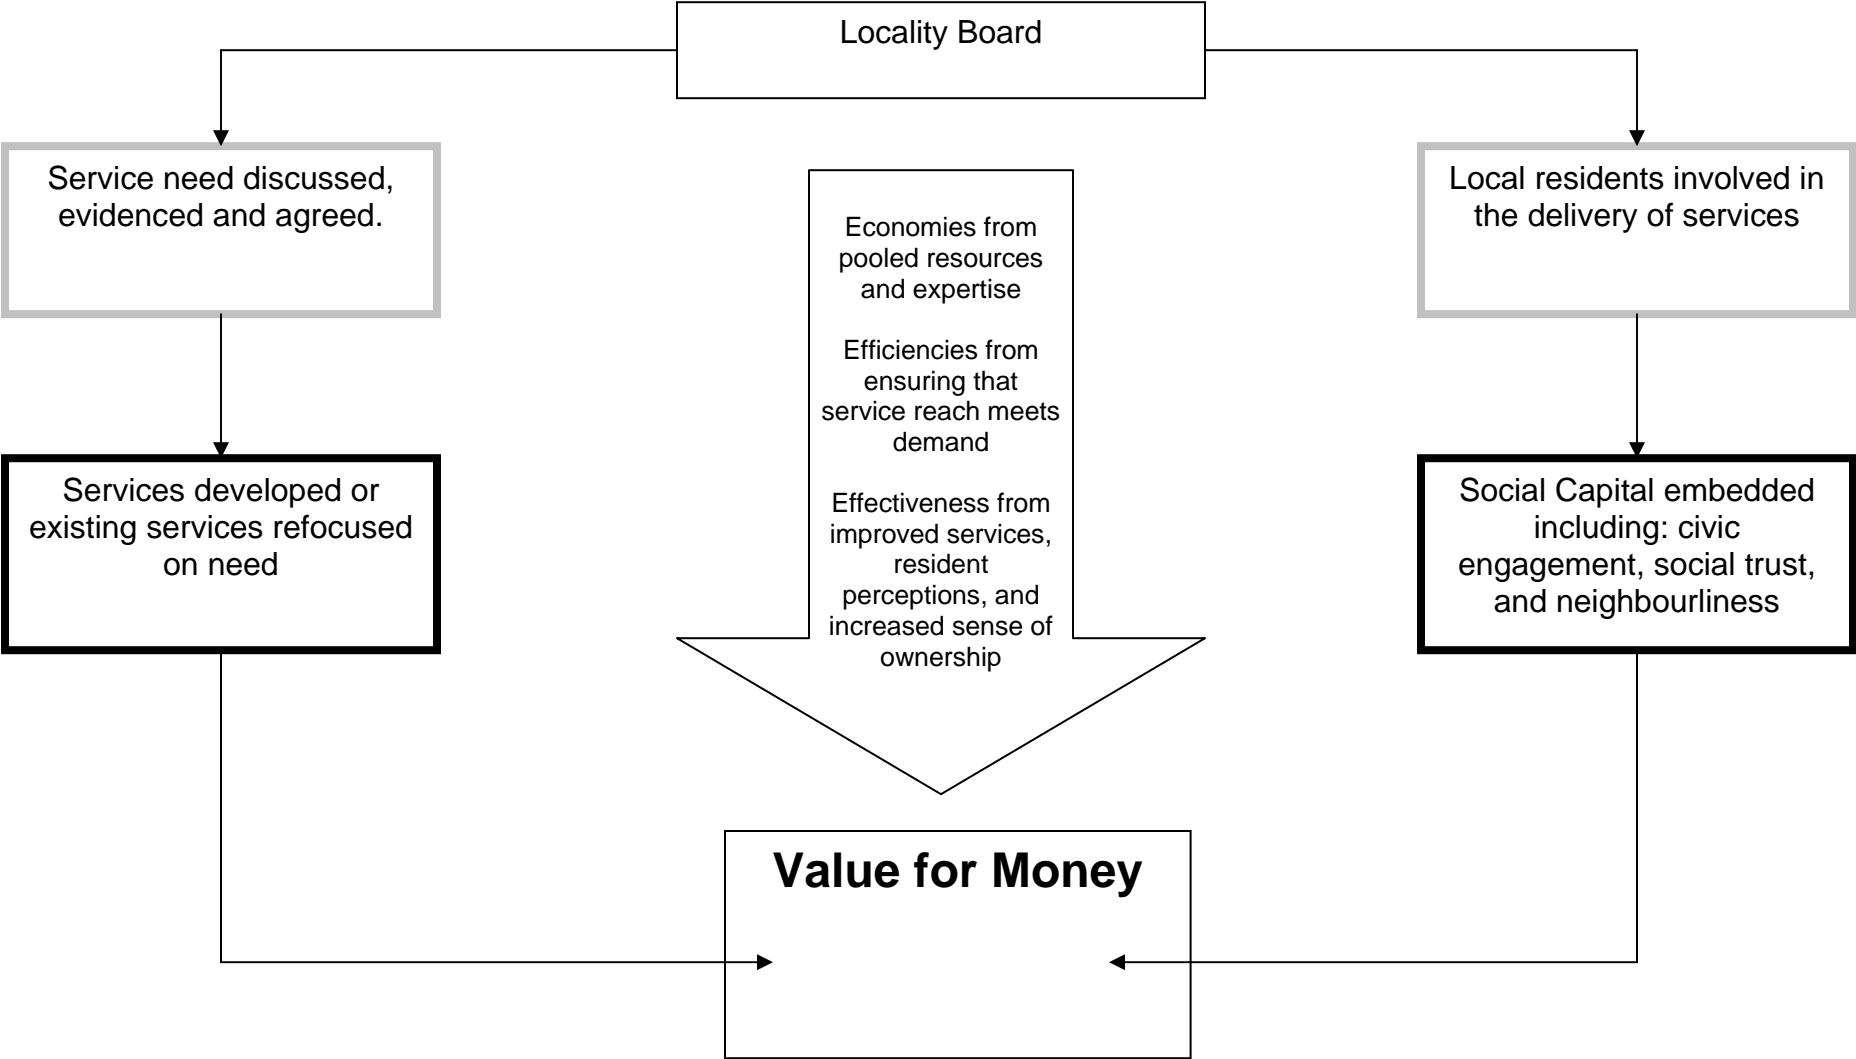 Locality Board
Service need discussed,
evidenced and agreed.
Services developed or
existing services refocused
on need
Economies from
pooled resources
and expertise
Efficiencies from
ensuring that
service reach meets
demand
Effectiveness from
improved services,
resident
perceptions, and
increased sense of
ownership
Local residents involved in
the delivery of services
Social Capital embedded
including: civic
engagement, social trust,
and neighbourliness
Value for Money